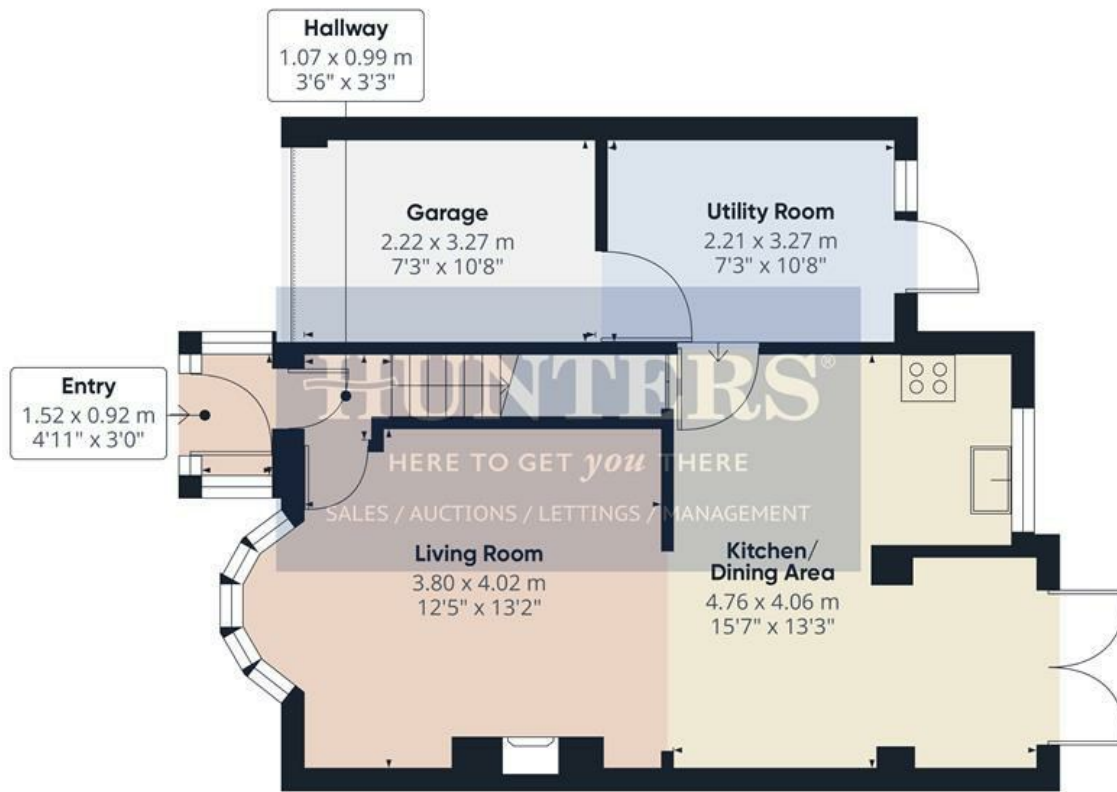 Hallway
1.07 x 0.99 m
3'6" x 3'3"
Garage
2.22 x 3.27 m
7'3" x 10'8"
Utility Room
2.21 x 3.27 m
7'3" x 10'8"
Entry
1.52 x 0.92 m
4'11" x 3'0"
HUNTERS®
HERE TO GET you THERE
SALES / AUCTIONS / LETTINGS / MANAGEMENT
Living Room
3.80 x 4.02 m
12'5" x 13'2"
Kitchen/
Dining Area
4.76 x 4.06 m
15'7" x 13'3"